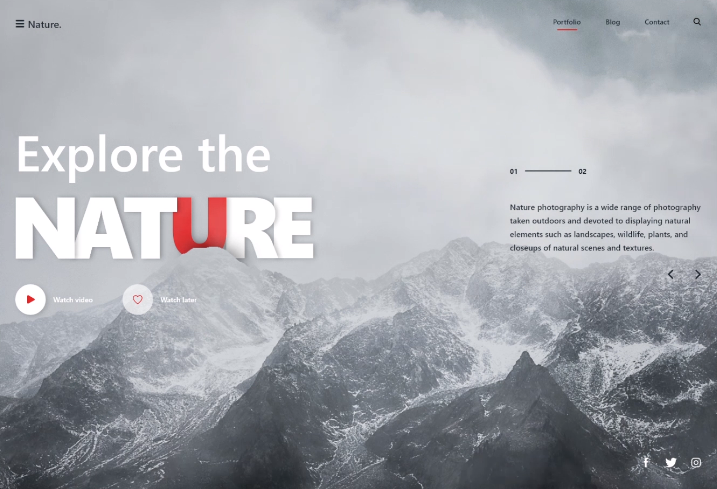 Nature.
Portfolio
Blog
Contact
Explore the
NATURE
01
02
Nature photography is a wide range of photography
taken outdoors and devoted to displaying natural
elements such as landscapes, wildlife, plants, and
closeups of natural scenes and textures.
Watch video
Watch later